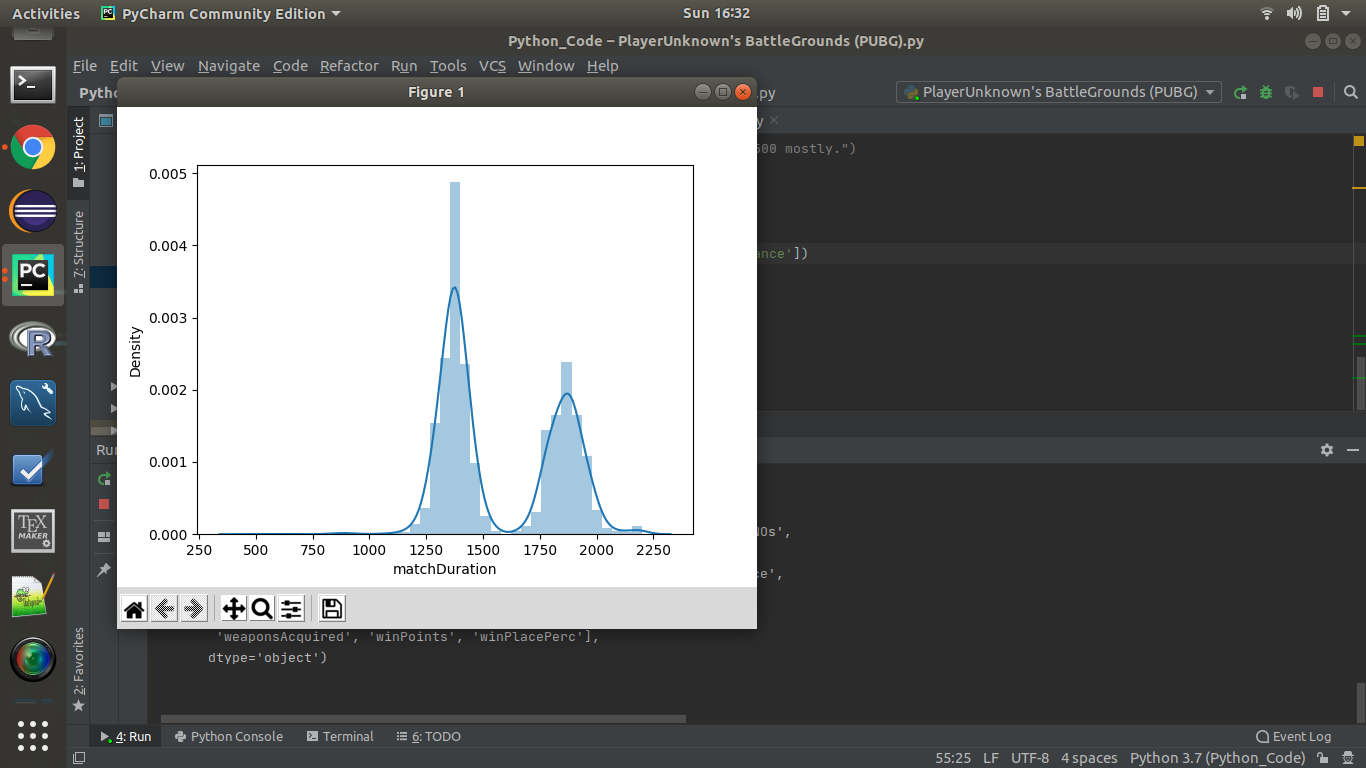 Activities PyCharm Community Edition Sun 16:32
Python_Code – PlayerUnknown's BattleGrounds (PUBG).py
File Edit View Navigate Code Refactor Run Tools VCS Window Help
Figure 1
.py
PlayerUnknown's BattleGrounds (PUBG)
1: Project
7: Structure
2: Favorites
500 mostly.")
'])
Density
0.005
0.004
0.003
0.002
0.001
0.000
250 500 750 1000 1250 1500 1750 2000 2250
matchDuration
PC
R
TEX
MAKER
'weaponsAcquired', 'winPoints', 'winPlacePerc'],
dtype='object')
4: Run Python Console Terminal 6: TODO Event Log
55:25 LF UTF-8 4 spaces Python 3.7 (Python_Code)